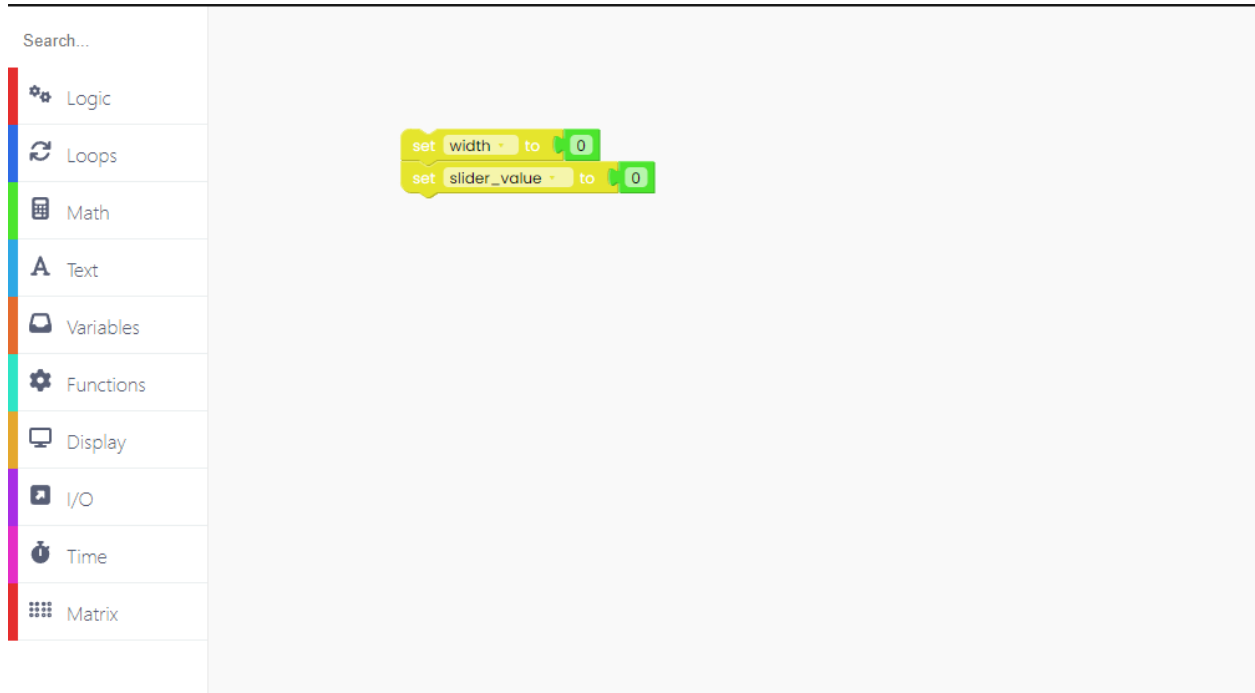 Search...
Logic
Loops
Math
Text
Variables
Functions
Display
I/O
Time
Matrix
set width to 0
set slider_value to 0